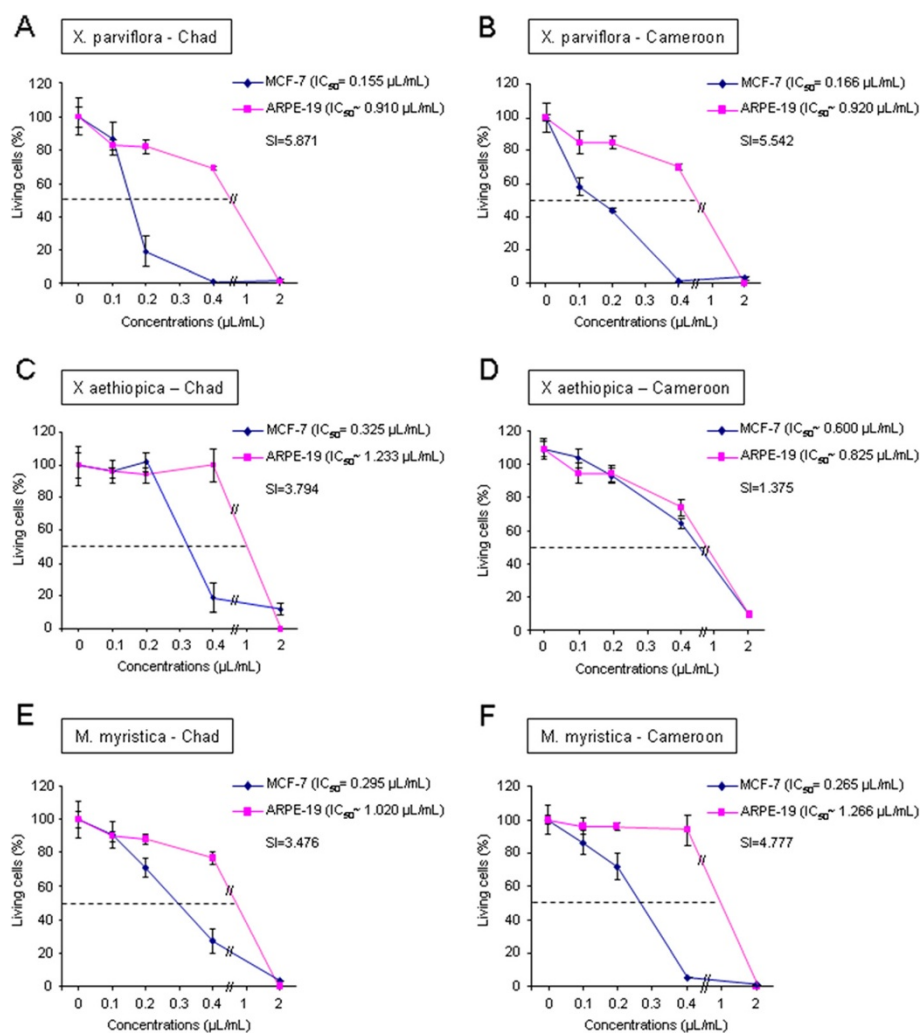 A
X. parviflora - Chad
MCF-7 (IC50= 0.155 µL/mL)
ARPE-19 (IC50~ 0.910 µL/mL)
SI=5.871
Living cells (%)
120
100
80
60
40
20
0
//
//
0 0.1 0.2 0.3 0.4 1 2
Concentrations (µL/mL)
B
X. parviflora - Cameroon
MCF-7 (IC50= 0.166 µL/mL)
ARPE-19 (IC50~ 0.920 µL/mL)
SI=5.542
Living cells (%)
120
100
80
60
40
20
0
//
//
0 0.1 0.2 0.3 0.4 1 2
Concentrations (µL/mL)
C
X aethiopica – Chad
MCF-7 (IC50= 0.325 µL/mL)
ARPE-19 (IC50~ 1.233 µL/mL)
SI=3.794
Living cells (%)
120
100
80
60
40
20
0
//
//
//
0 0.1 0.2 0.3 0.4 1 2
Concentrations (µL/mL)
D
X aethiopica – Cameroon
MCF-7 (IC50~ 0.600 µL/mL)
ARPE-19 (IC50~ 0.825 µL/mL)
SI=1.375
Living cells (%)
120
100
80
60
40
20
0
//
//
0 0.1 0.2 0.3 0.4 1 2
Concentrations (µL/mL)
E
M. myristica - Chad
MCF-7 (IC50= 0.295 µL/mL)
ARPE-19 (IC50~ 1.020 µL/mL)
SI=3.476
Living cells (%)
120
100
80
60
40
20
0
//
//
//
0 0.1 0.2 0.3 0.4 1 2
Concentrations (µL/mL)
F
M. myristica - Cameroon
MCF-7 (IC50= 0.265 µL/mL)
ARPE-19 (IC50~ 1.266 µL/mL)
SI=4.777
Living cells (%)
120
100
80
60
40
20
0
//
//
0 0.1 0.2 0.3 0.4 1 2
Concentrations (µL/mL)